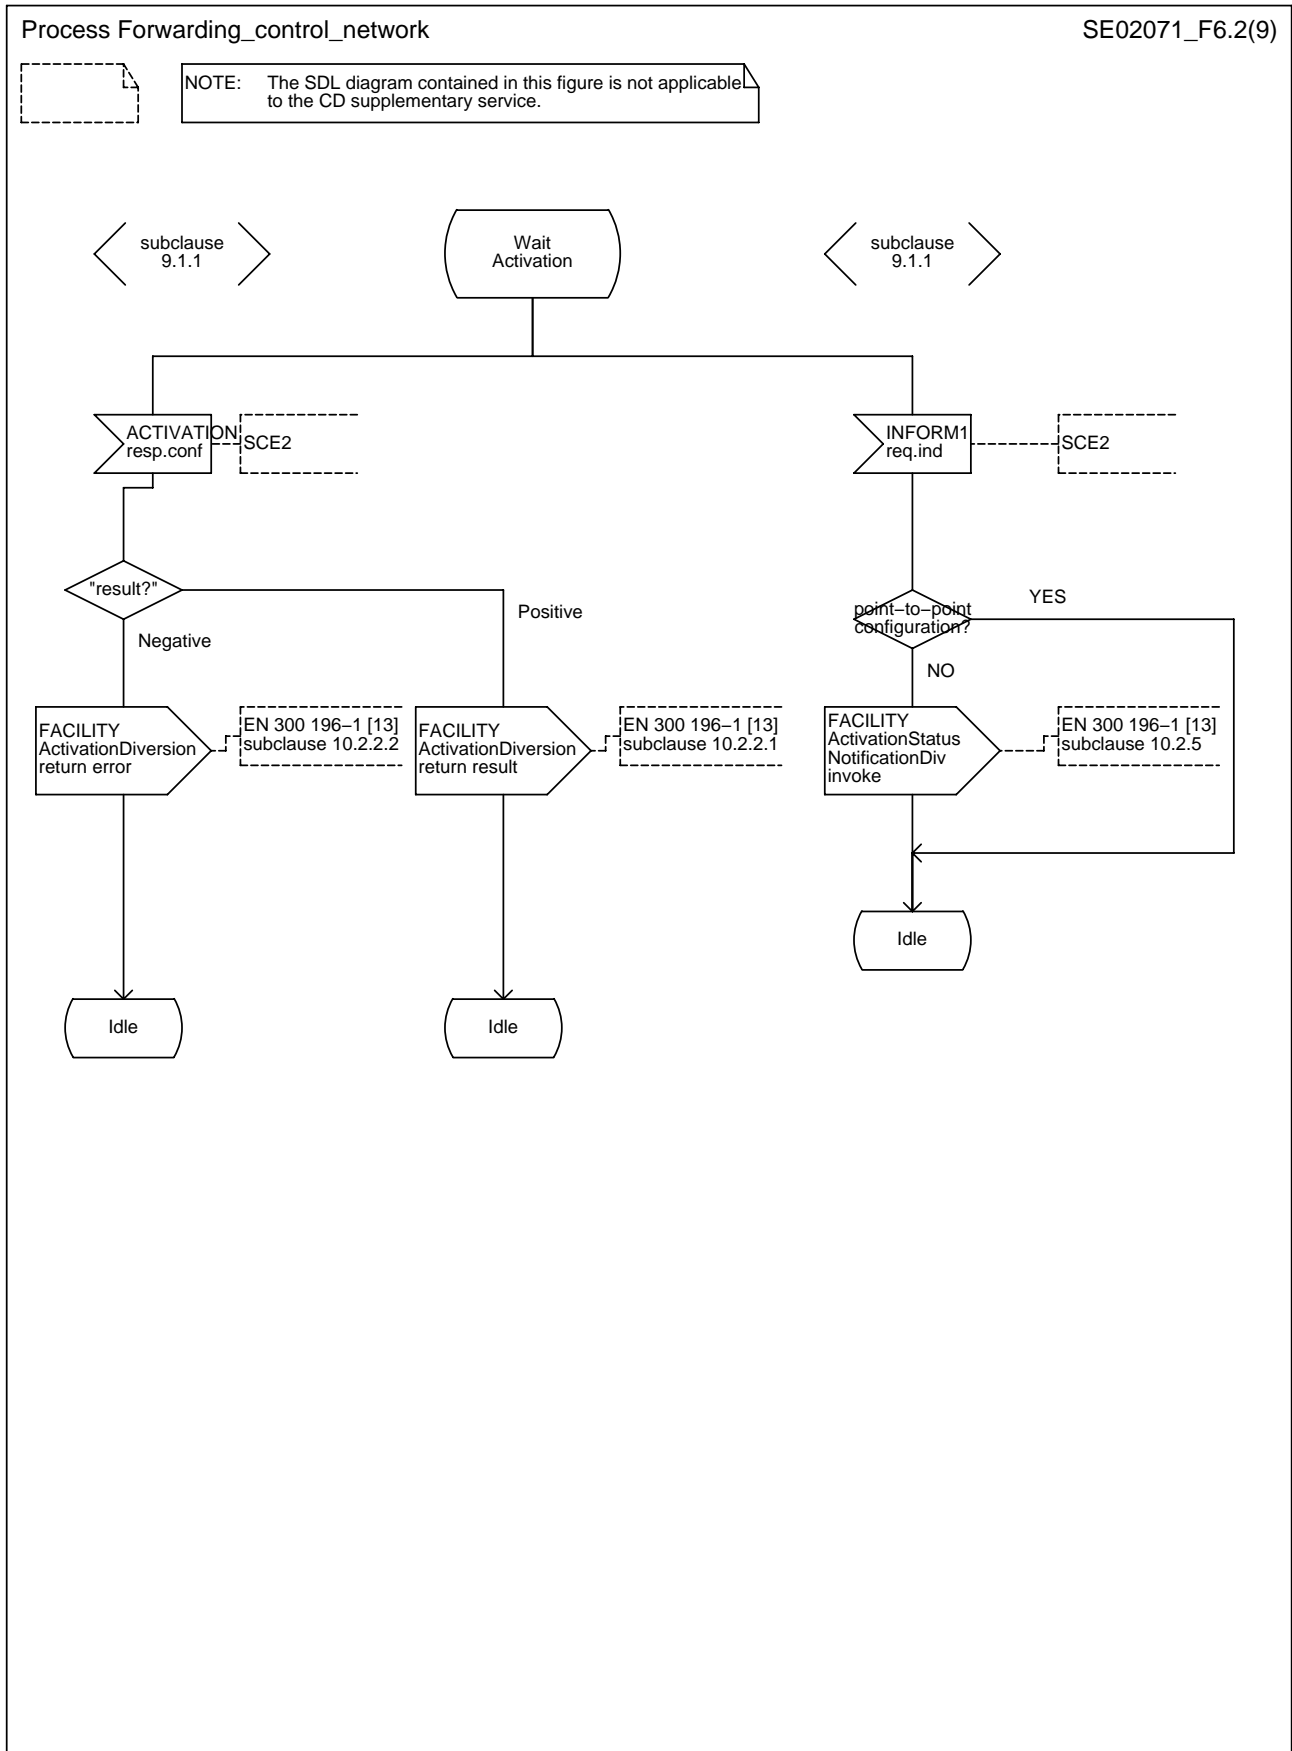 Process Forwarding_control_network
SE02071_F6.2(9)
NOTE: The SDL diagram contained in this figure is not applicable
to the CD supplementary service.
subclause
9.1.1
Wait
Activation
subclause
9.1.1
ACTIVATION
resp.conf
SCE2
INFORM1
req.ind
SCE2
"result?"
Positive
Negative
point−to−point
configuration?
YES
NO
FACILITY
ActivationDiversion
return error
EN 300 196−1 [13]
subclause 10.2.2.2
FACILITY
ActivationDiversion
return result
EN 300 196−1 [13]
subclause 10.2.2.1
FACILITY
ActivationStatus
NotificationDiv
invoke
EN 300 196−1 [13]
subclause 10.2.5
Idle
Idle
Idle